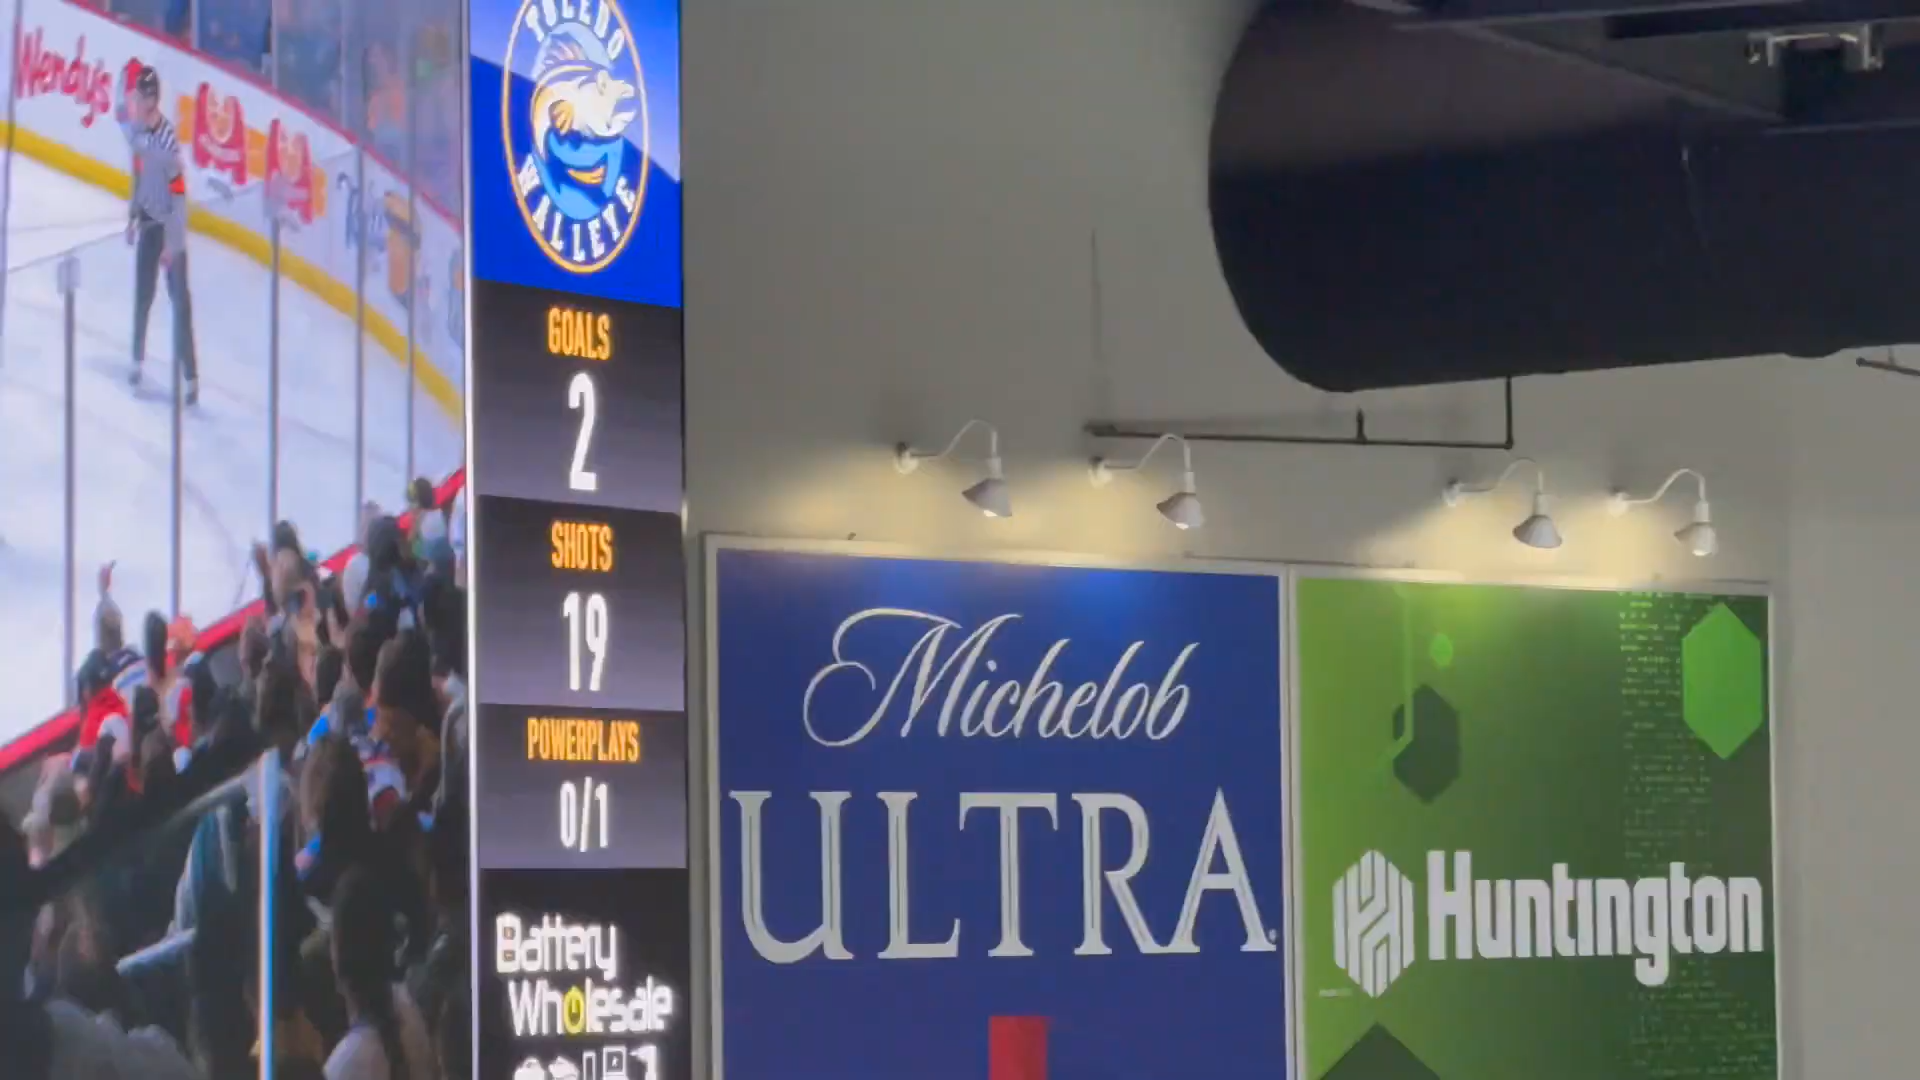 Wendy's
TOLEDO
WALLEYE
GOALS
2
SHOTS
19
POWERPLAYS
0/1
Battery
Wholesale
Michelob
ULTRA
Huntington